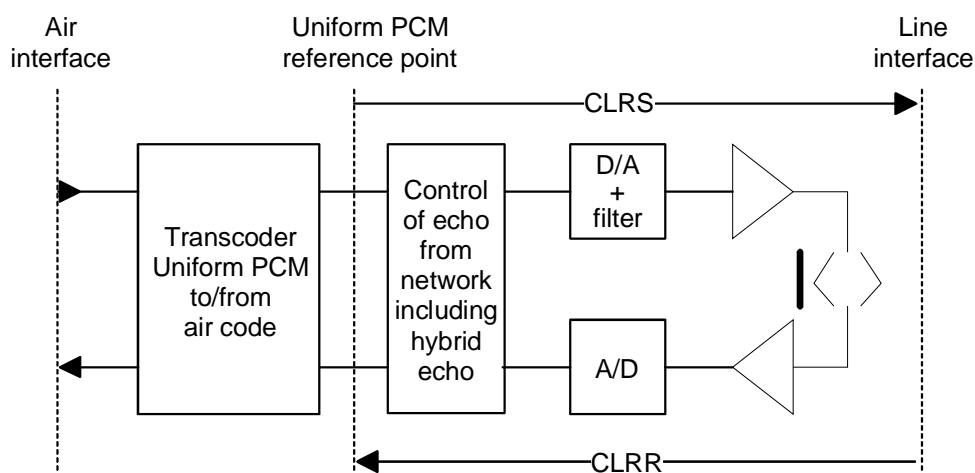 Air
interface
Uniform PCM
reference point
Line
interface
CLRS
Transcoder
Uniform PCM
to/from
air code
Control
of echo
from
network
including
hybrid
echo
D/A
+
filter
A/D
CLRR